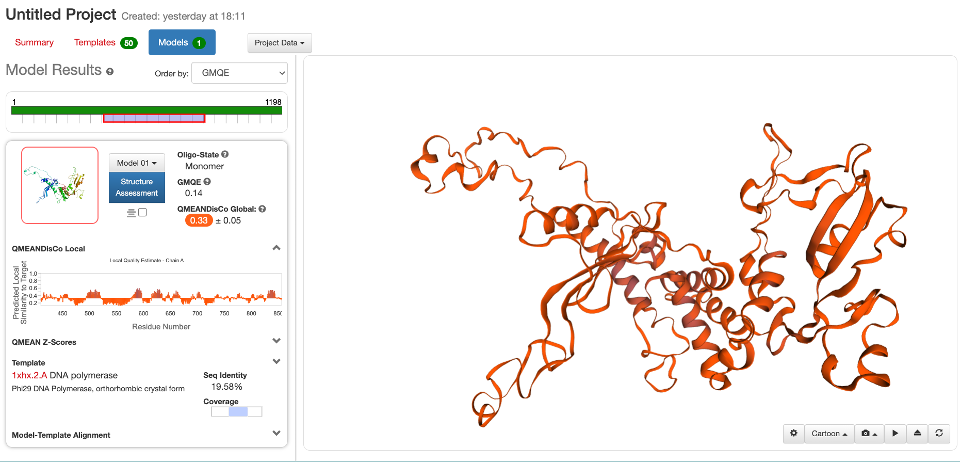 Untitled Project Created: yesterday at 18:11
Summary Templates 50 Models 1 Project Data
Model Results Order by: GMQE
1 1198
Model 01
Structure Assessment
Oligo-State
Monomer
GMQE
0.14
QMEANDisCo Global:
0.33 ± 0.05
QMEANDisCo Local
Local Quality Estimate - Chain A
Predicted Local
Similarity to Target
1.0
0.8
0.6
0.4
0.2
450 500 550 600 650 700 750 800 850
Residue Number
QMEAN Z-Scores
Template
1xhx.2.A DNA polymerase
Phi29 DNA Polymerase, orthorhombic crystal form
Seq Identity
19.58%
Coverage
Model-Template Alignment
Cartoon